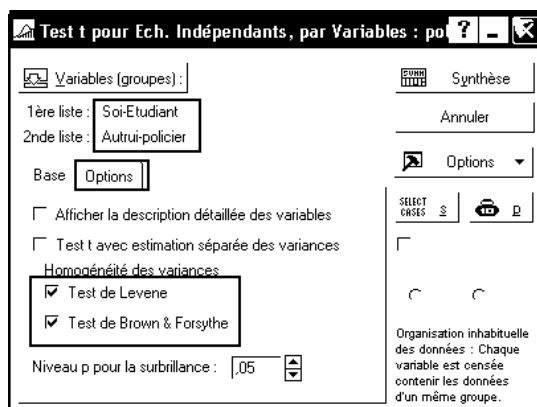 Test t pour Ech. Indépendants, par Variables : pol
Variables (groupes) :
1ère liste : Soi-Etudiant
2nde liste : Autrui-policier
Base Options
Afficher la description détaillée des variables
Test t avec estimation séparée des variances
Homogénéité des variances
Test de Levene
Test de Brown & Forsythe
Niveau p pour la surbrillance : ,05
Synthèse
Annuler
Options
SELECT CASES S D
Organisation inhabituelle
des données : Chaque
variable est censée
contenir les données
d'un même groupe.